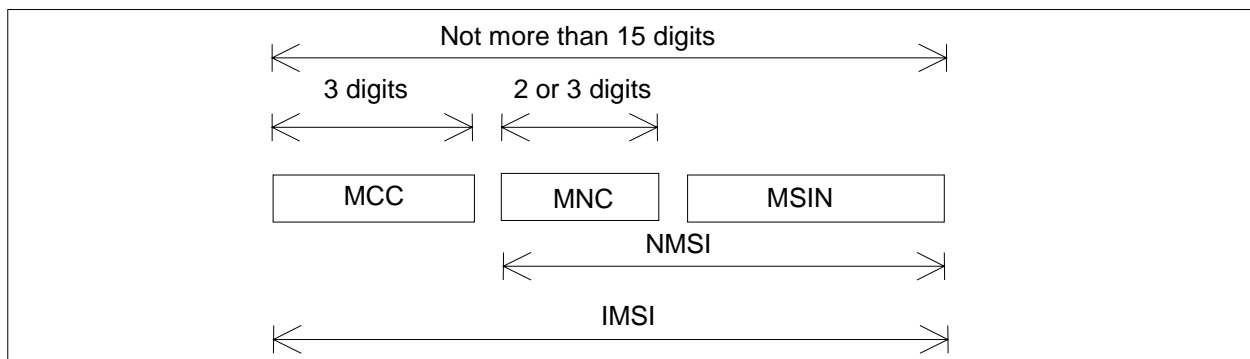 Not more than 15 digits
3 digits
2 or 3 digits
MCC
MNC
MSIN
NMSI
IMSI